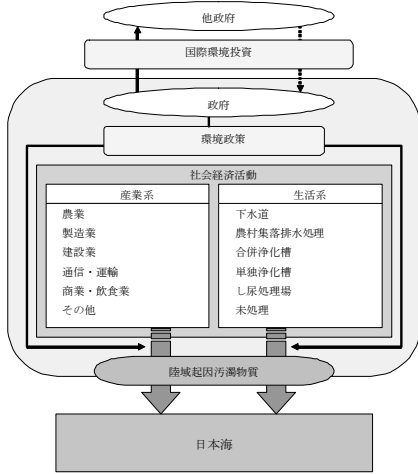 他政府
国際環境投資
政府
環境政策
社会経済活動
産業系
農業
製造業
建設業
通信・運輸
商業・飲食業
その他
生活系
下水道
農村集落排水処理
合併浄化槽
単独浄化槽
し尿処理場
未処理
陸域起因汚濁物質
日本海